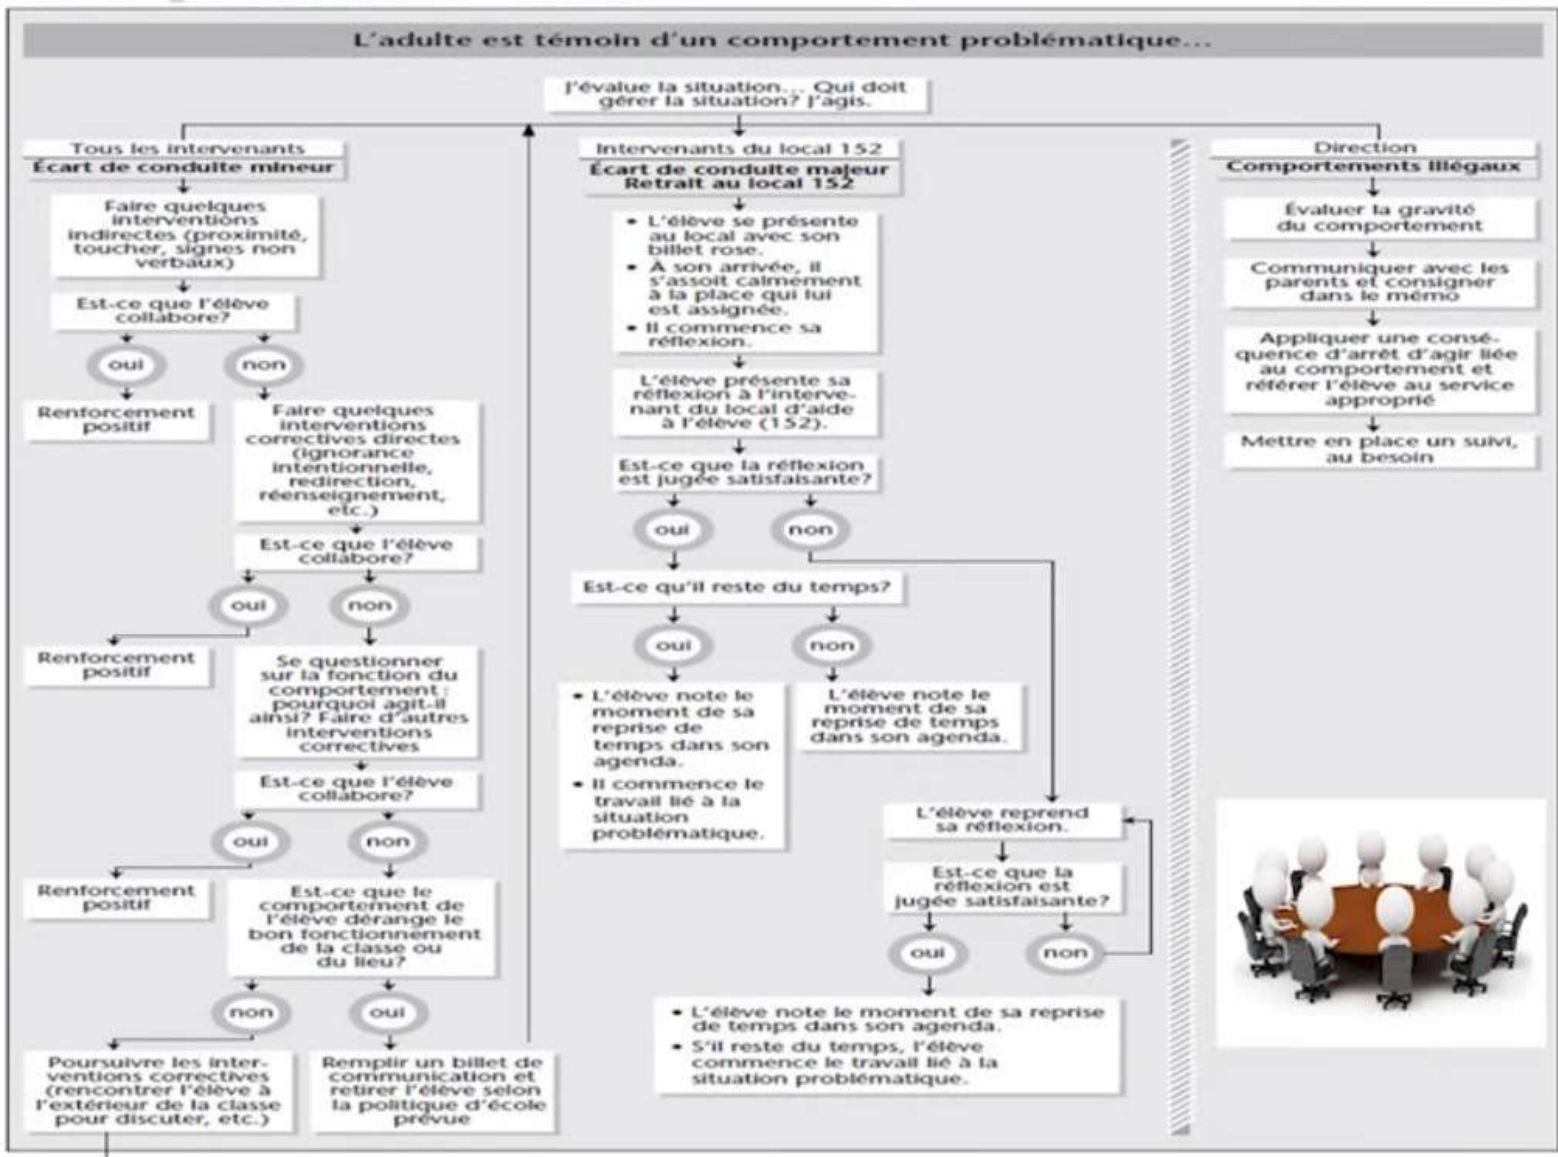 L'adulte est témoin d'un comportement problématique...
J'évalue la situation... Qui doit
gérer la situation? J'agis.
Tous les intervenants
Écart de conduite mineur
Faire quelques
interventions
indirectes (proximité,
toucher, signes non
verbaux)
Est-ce que l'élève
collabore?
oui
non
Renforcement
positif
Faire quelques
interventions
correctives directes
(ignorance
intentionnelle,
redirection,
réenseignement,
etc.)
Est-ce que l'élève
collabore?
oui
non
Renforcement
positif
Se questionner
sur la fonction du
comportement :
pourquoi agit-il
ainsi? Faire d'autres
interventions
correctives
Est-ce que l'élève
collabore?
oui
non
Renforcement
positif
Est-ce que le
comportement de
l'élève dérange le
bon fonctionnement
de la classe ou
du lieu?
non
oui
Poursuivre les inter-
ventions correctives
(rencontrer l'élève à
l'extérieur de la classe
pour discuter, etc.)
Remplir un billet de
communication et
retirer l'élève selon
la politique d'école
prévue
Intervenants du local 152
Écart de conduite majeur
Retrait au local 152
• L'élève se présente
au local avec son
billet rose.
• À son arrivée, il
s'assoit calmement
à la place qui lui
est assignée.
• Il commence sa
réflexion.
L'élève présente sa
réflexion à l'interve-
nant du local d'aide
à l'élève (152).
Est-ce que la réflexion
est jugée satisfaisante?
oui
non
Est-ce qu'il reste du temps?
oui
non
• L'élève note le
moment de sa
reprise de
temps dans son
agenda.
• Il commence le
travail lié à la
situation
problématique.
L'élève note le
moment de sa
reprise de temps
dans son agenda.
L'élève reprend
sa réflexion.
Est-ce que la
réflexion est
jugée satisfaisante?
oui
non
• L'élève note le moment de sa reprise
de temps dans son agenda.
• S'il reste du temps, l'élève
commence le travail lié à la
situation problématique.
Direction
Comportements illégaux
Évaluer la gravité
du comportement
Communiquer avec les
parents et consigner
dans le mémo
Appliquer une consé-
quence d'arrêt d'agir liée
au comportement et
référer l'élève au service
approprié
Mettre en place un suivi,
au besoin